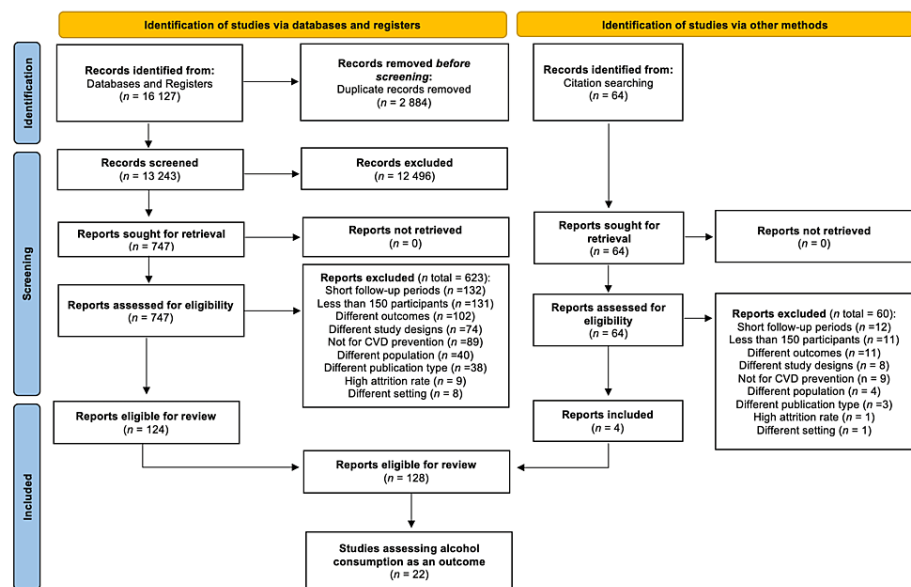 Identification of studies via databases and registers
Identification of studies via other methods
Identification
Records identified from:
Databases and Registers
(n = 16 127)
Records removed before
screening:
Duplicate records removed
(n = 2 884)
Records identified from:
Citation searching
(n = 64)
Screening
Records screened
(n = 13 243)
Records excluded
(n = 12 496)
Reports sought for retrieval
(n = 747)
Reports not retrieved
(n = 0)
Reports sought for
retrieval
(n = 64)
Reports not retrieved
(n = 0)
Reports assessed for eligibility
(n = 747)
Reports excluded (n total = 623):
Short follow-up periods (n =132)
Less than 150 participants (n =131)
Different outcomes (n =102)
Different study designs (n =74)
Not for CVD prevention (n =89)
Different population (n =40)
Different publication type (n =38)
High attrition rate (n = 9)
Different setting (n = 8)
Reports assessed for
eligibility
(n = 64)
Reports excluded (n total = 60):
Short follow-up periods (n =12)
Less than 150 participants (n =11)
Different outcomes (n =11)
Different study designs (n = 8)
Not for CVD prevention (n = 9)
Different population (n = 4)
Different publication type (n =3)
High attrition rate (n = 1)
Different setting (n = 1)
Included
Reports eligible for review
(n = 124)
Reports included
(n = 4)
Reports eligible for review
(n = 128)
Studies assessing alcohol
consumption as an outcome
(n = 22)